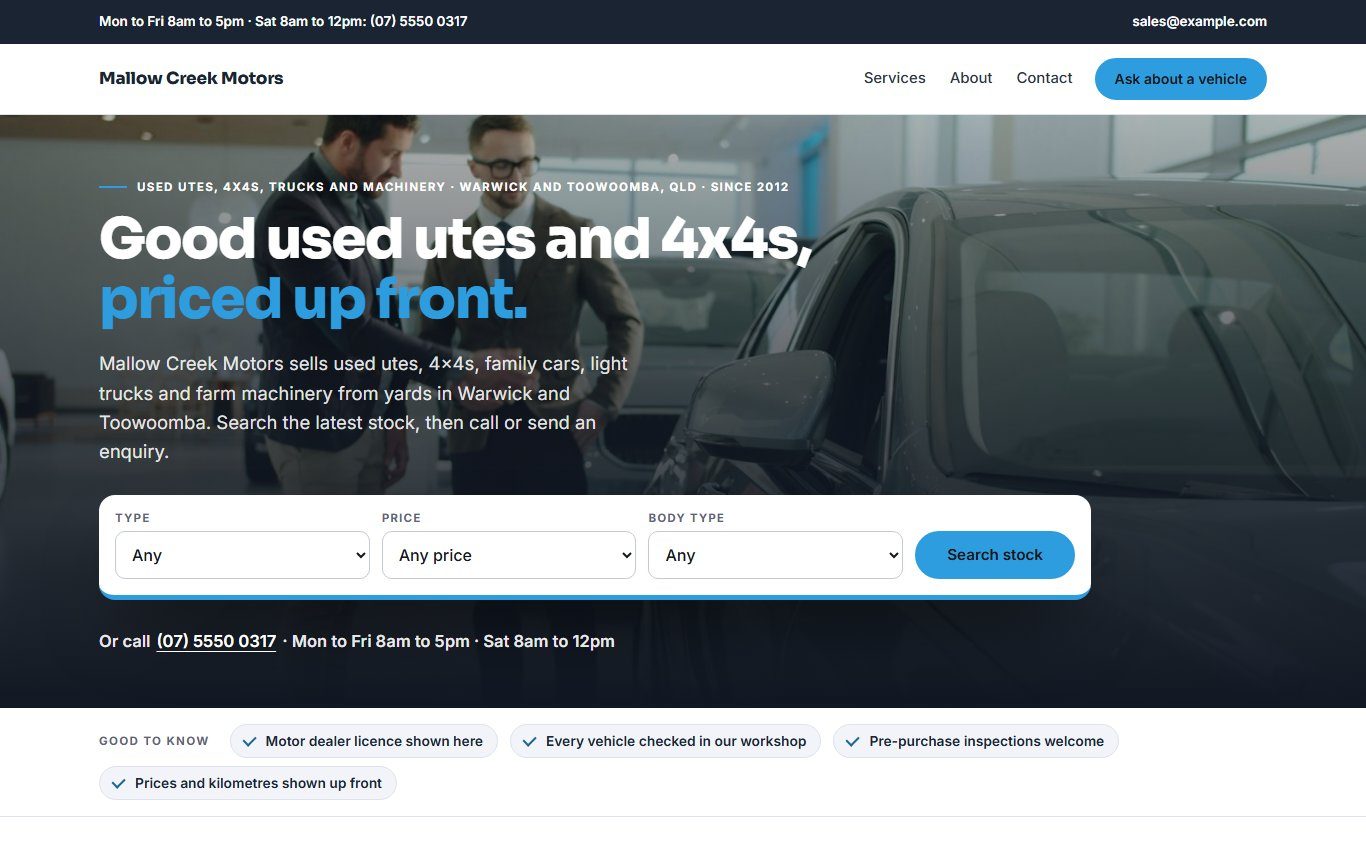 Mon to Fri 8am to 5pm · Sat 8am to 12pm: (07) 5550 0317
sales@example.com
Mallow Creek Motors
Services
About
Contact
Ask about a vehicle
USED UTES, 4X4S, TRUCKS AND MACHINERY · WARWICK AND TOOWOOMBA, QLD · SINCE 2012
Good used utes and 4x4s,
priced up front.
Mallow Creek Motors sells used utes, 4×4s, family cars, light
trucks and farm machinery from yards in Warwick and
Toowoomba. Search the latest stock, then call or send an
enquiry.
TYPE
PRICE
BODY TYPE
Any
Any price
Any
Search stock
Or call (07) 5550 0317 · Mon to Fri 8am to 5pm · Sat 8am to 12pm
GOOD TO KNOW
Motor dealer licence shown here
Every vehicle checked in our workshop
Pre-purchase inspections welcome
Prices and kilometres shown up front